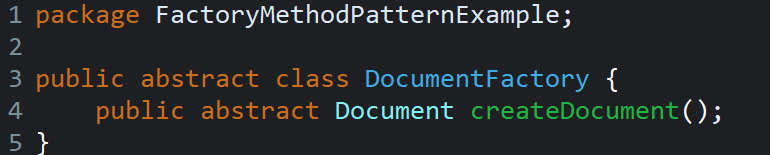 1 package FactoryMethodPatternExample;
2
3 public abstract class DocumentFactory {
4     public abstract Document createDocument();
5 }